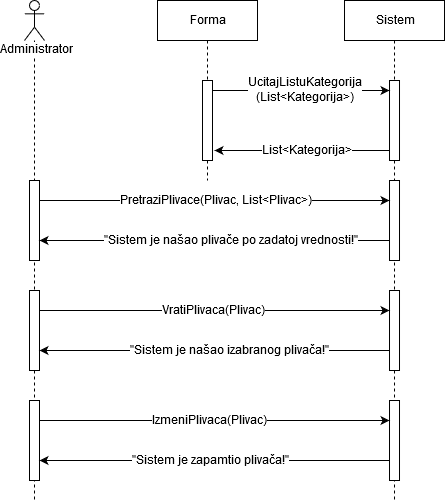 Administrator
Forma
Sistem
UcitajListuKategorija
(List<Kategorija>)
List<Kategorija>
PretraziPlivace(Plivac, List<Plivac>)
"Sistem je našao plivače po zadatoj vrednosti!"
VratiPlivaca(Plivac)
"Sistem je našao izabranog plivača!"
IzmeniPlivaca(Plivac)
"Sistem je zapamtio plivača!"